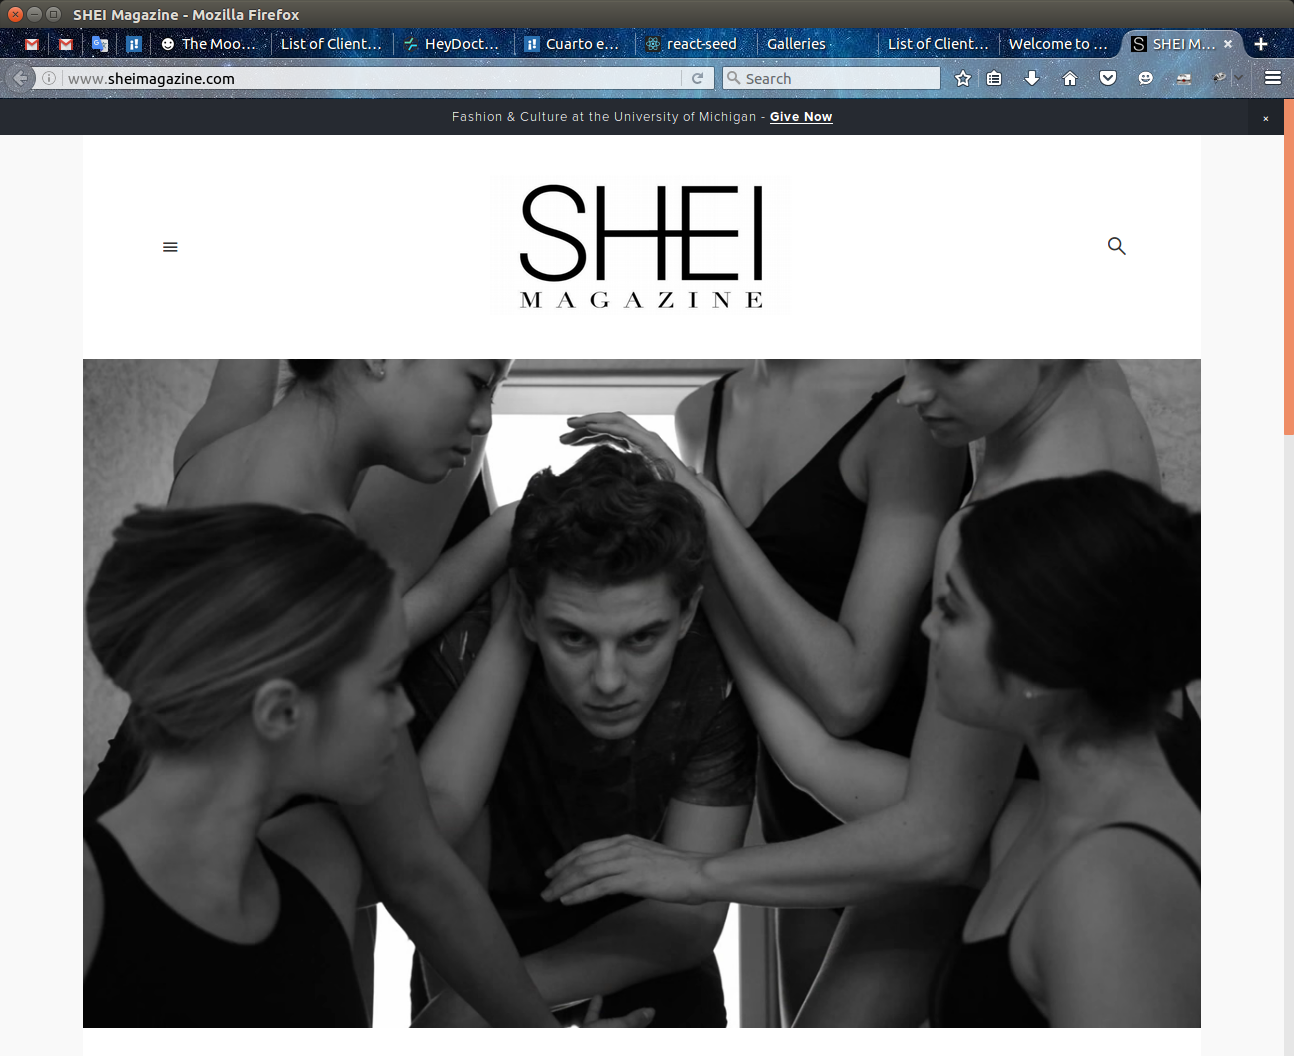 SHEI Magazine - Mozilla Firefox
The Moo...
List of Client...
HeyDoct...
Cuarto e...
react-seed
Galleries ·
List of Client...
Welcome to ...
SHEI M...
www.sheimagazine.com
Search
Fashion & Culture at the University of Michigan - Give Now
SHEI
MAGAZINE